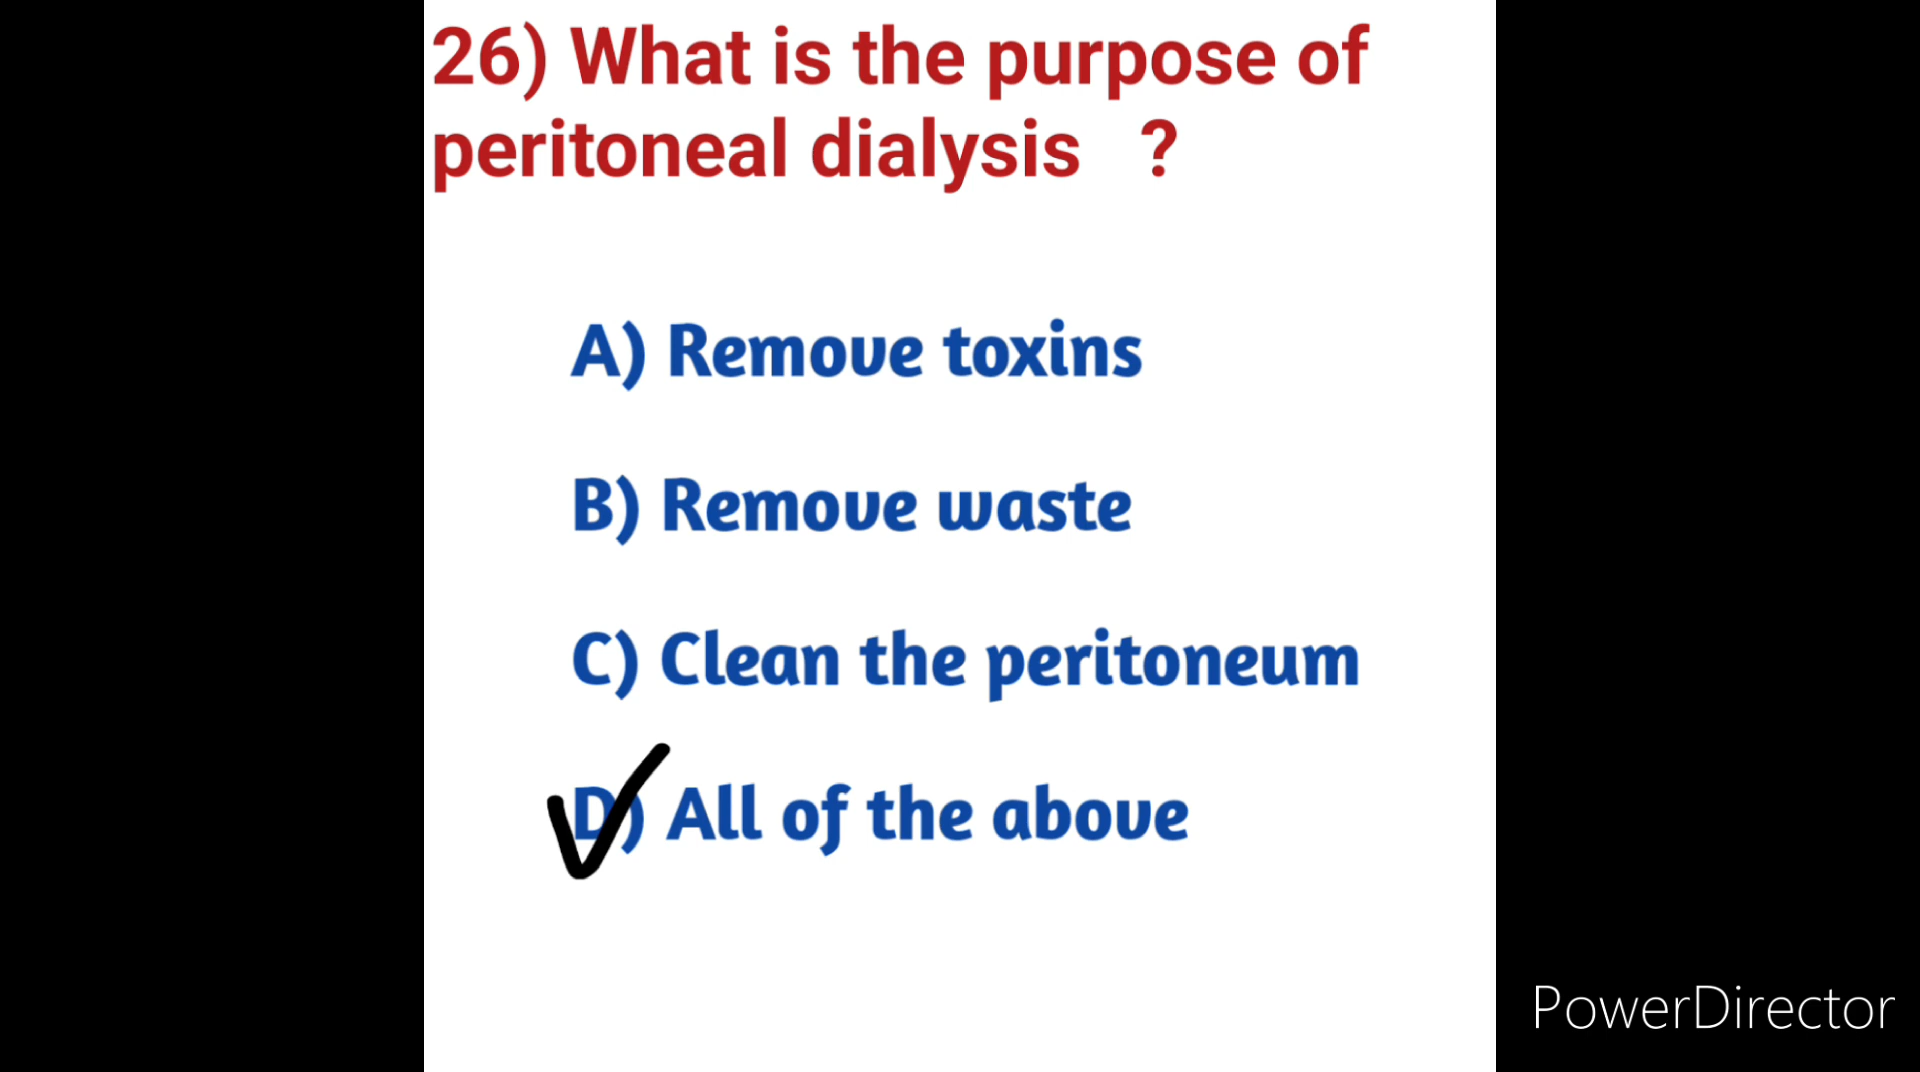 26) What is the purpose of
peritoneal dialysis ?
A) Remove toxins
B) Remove waste
C) Clean the peritoneum
D) All of the above
PowerDirector